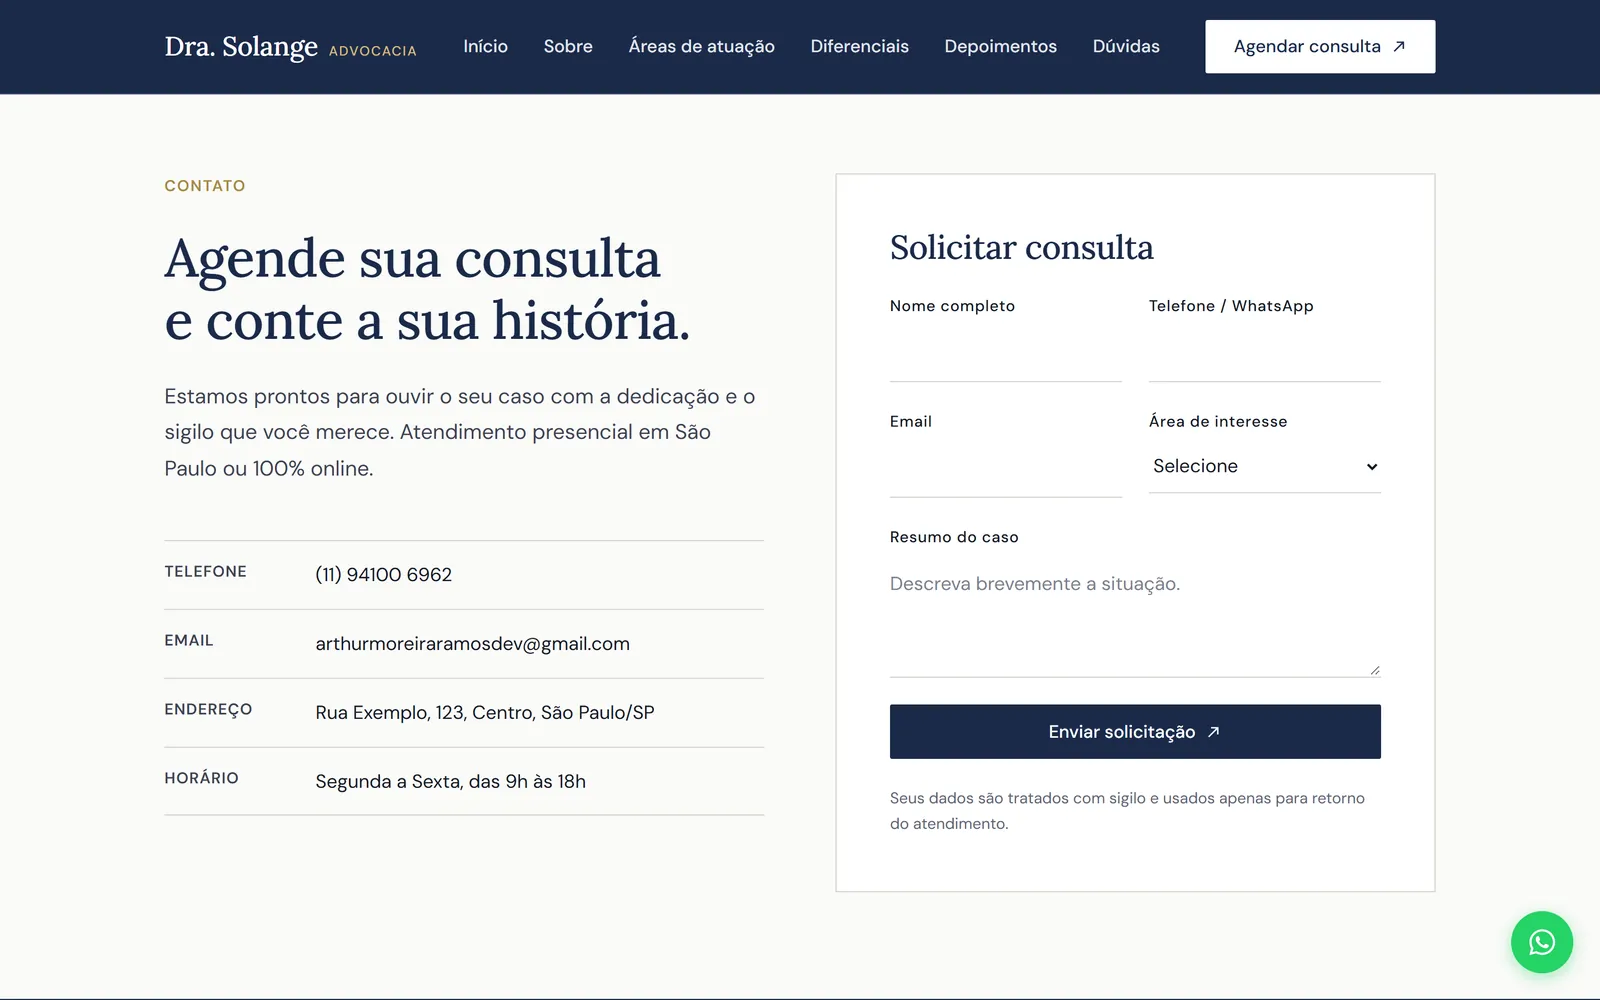 Dra. Solange ADVOCACIA
Início
Sobre
Áreas de atuação
Diferenciais
Depoimentos
Dúvidas
Agendar consulta
CONTATO
Agende sua consulta
e conte a sua história.
Estamos prontos para ouvir o seu caso com a dedicação e o
sigilo que você merece. Atendimento presencial em São
Paulo ou 100% online.
TELEFONE
(11) 94100 6962
EMAIL
arthurmoreiraramosdev@gmail.com
ENDEREÇO
Rua Exemplo, 123, Centro, São Paulo/SP
HORÁRIO
Segunda a Sexta, das 9h às 18h
Solicitar consulta
Nome completo
Telefone / WhatsApp
Email
Área de interesse
Selecione
Resumo do caso
Descreva brevemente a situação.
Enviar solicitação
Seus dados são tratados com sigilo e usados apenas para retorno
do atendimento.